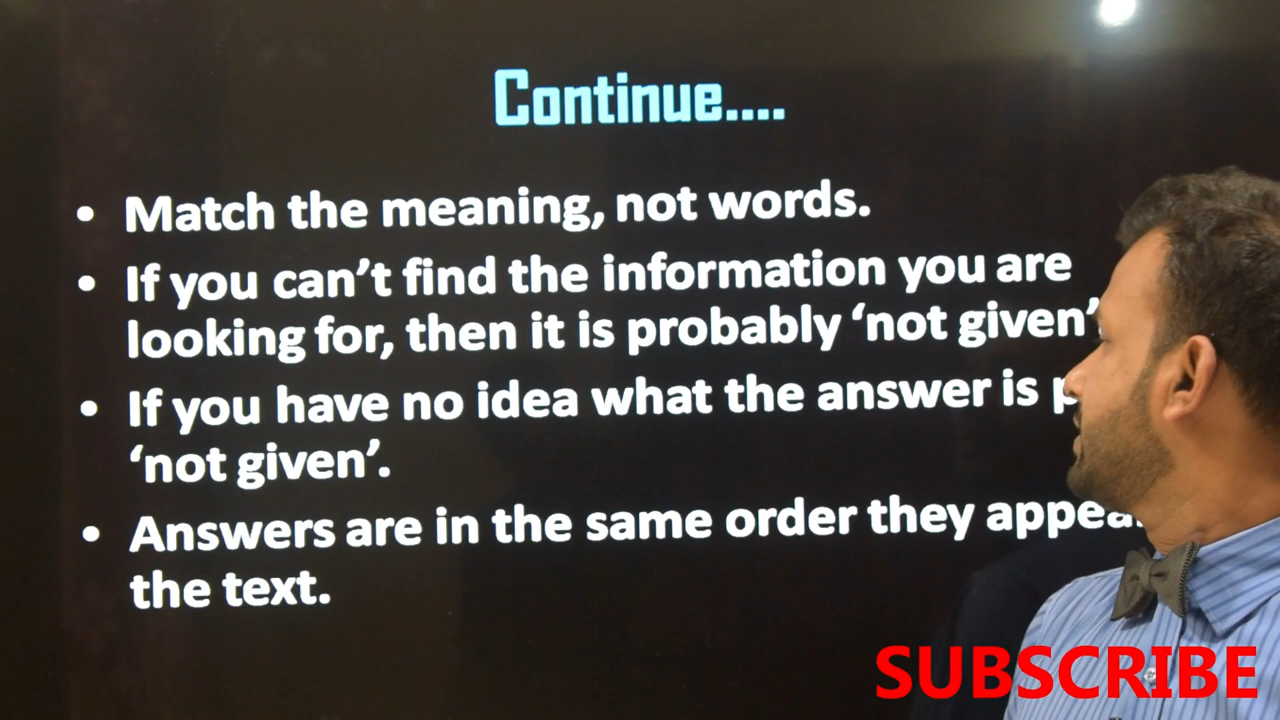 Continue....
• Match the meaning, not words.
• If you can't find the information you are
looking for, then it is probably 'not given'
• If you have no idea what the answer is
'not given'.
• Answers are in the same order they
the text.
SUBSCRIBE